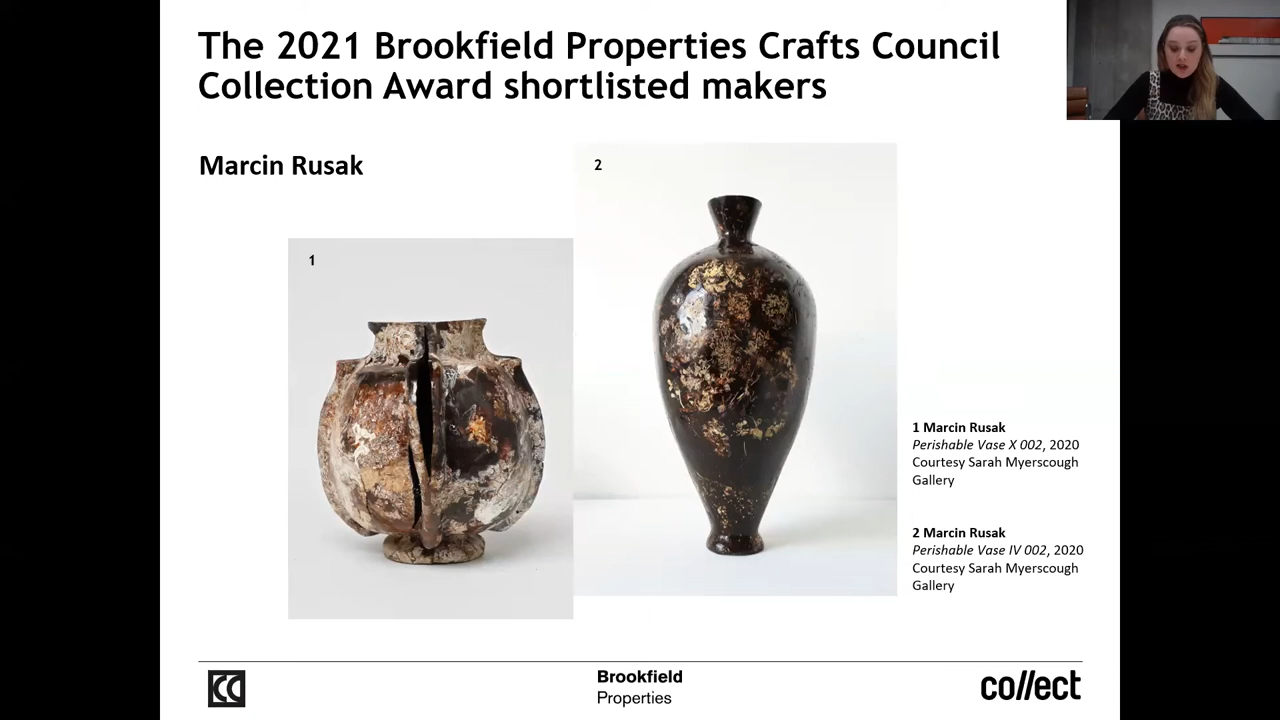 The 2021 Brookfield Properties Crafts Council
Collection Award shortlisted makers
Marcin Rusak
1
2
1 Marcin Rusak
Perishable Vase X 002, 2020
Courtesy Sarah Myerscough
Gallery
2 Marcin Rusak
Perishable Vase IV 002, 2020
Courtesy Sarah Myerscough
Gallery
CC
Brookfield
Properties
collect